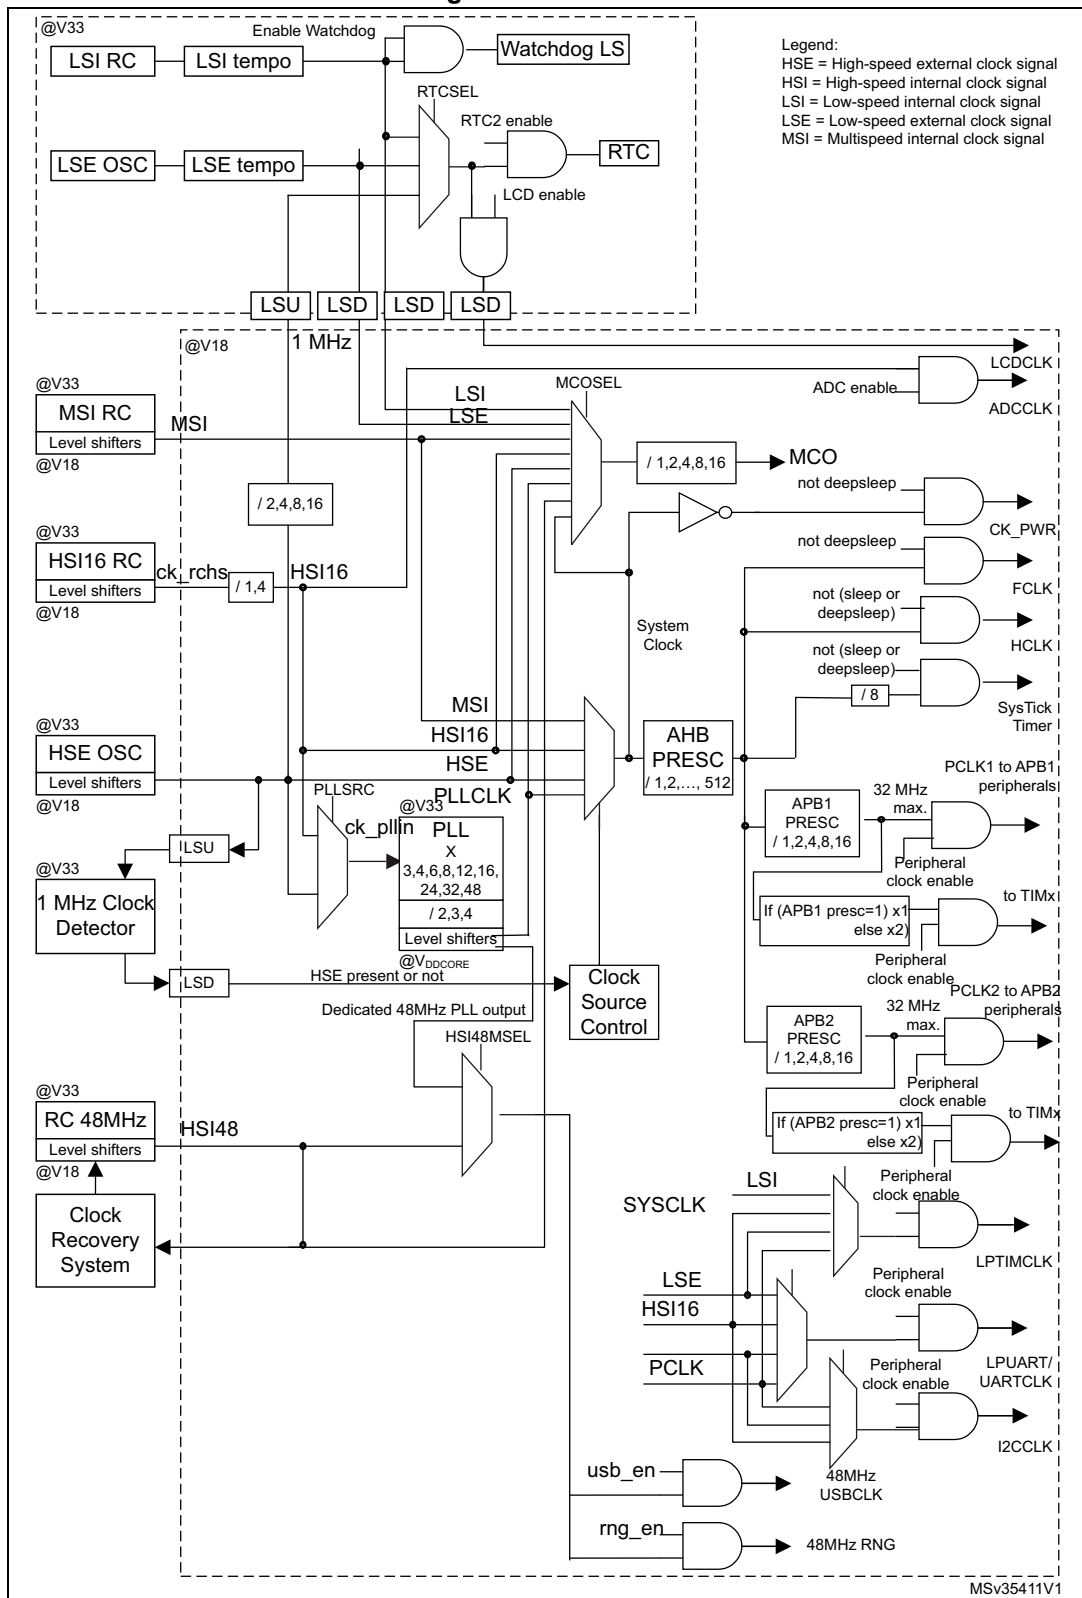 @V33
Enable Watchdog
LSI RC
LSI tempo
Watchdog LS
Legend:
HSE = High-speed external clock signal
HSI = High-speed internal clock signal
LSI = Low-speed internal clock signal
LSE = Low-speed external clock signal
MSI = Multispeed internal clock signal
RTCSEL
RTC2 enable
LSE OSC
LSE tempo
RTC
LCD enable
LSU
LSD
LSD
LSD
@V18
1 MHz
LCDCLK
@V33
MSI RC
Level shifters
@V18
MSI
LSI
LSE
MCOSEL
ADC enable
ADCCLK
/ 1,2,4,8,16
MCO
/ 2,4,8,16
not deepsleep
CK_PWR
@V33
HSI16 RC
Level shifters
@V18
ck_rchs
/ 1,4
HSI16
not deepsleep
FCLK
not (sleep or
deepsleep)
HCLK
System
Clock
not (sleep or
deepsleep)
/ 8
SysTick
Timer
@V33
HSE OSC
Level shifters
@V18
MSI
HSI16
HSE
PLLCLK
AHB
PRESC
/ 1,2,..., 512
PCLK1 to APB1
peripherals
32 MHz
max.
APB1
PRESC
/ 1,2,4,8,16
Peripheral
clock enable
PLLSRC
ck_pllin
@V33
PLL
X
3,4,6,8,12,16,
24,32,48
/ 2,3,4
Level shifters
@VDDCORE
LSU
@V33
1 MHz Clock
Detector
LSD
HSE present or not
Clock
Source
Control
to TIMx
If (APB1 presc=1) x1
else x2)
Peripheral
clock enable
Dedicated 48MHz PLL output
HSI48MSEL
PCLK2 to APB2
peripherals
32 MHz
max.
APB2
PRESC
/ 1,2,4,8,16
Peripheral
clock enable
to TIMx
If (APB2 presc=1) x1
else x2)
Peripheral
clock enable
@V33
RC 48MHz
Level shifters
@V18
HSI48
Clock
Recovery
System
LSI
SYSCLK
LPTIMCLK
LSE
HSI16
PCLK
Peripheral
clock enable
LPUART/
UARTCLK
Peripheral
clock enable
I2CCLK
usb_en
48MHz
USBCLK
rng_en
48MHz RNG
MSv35411V1